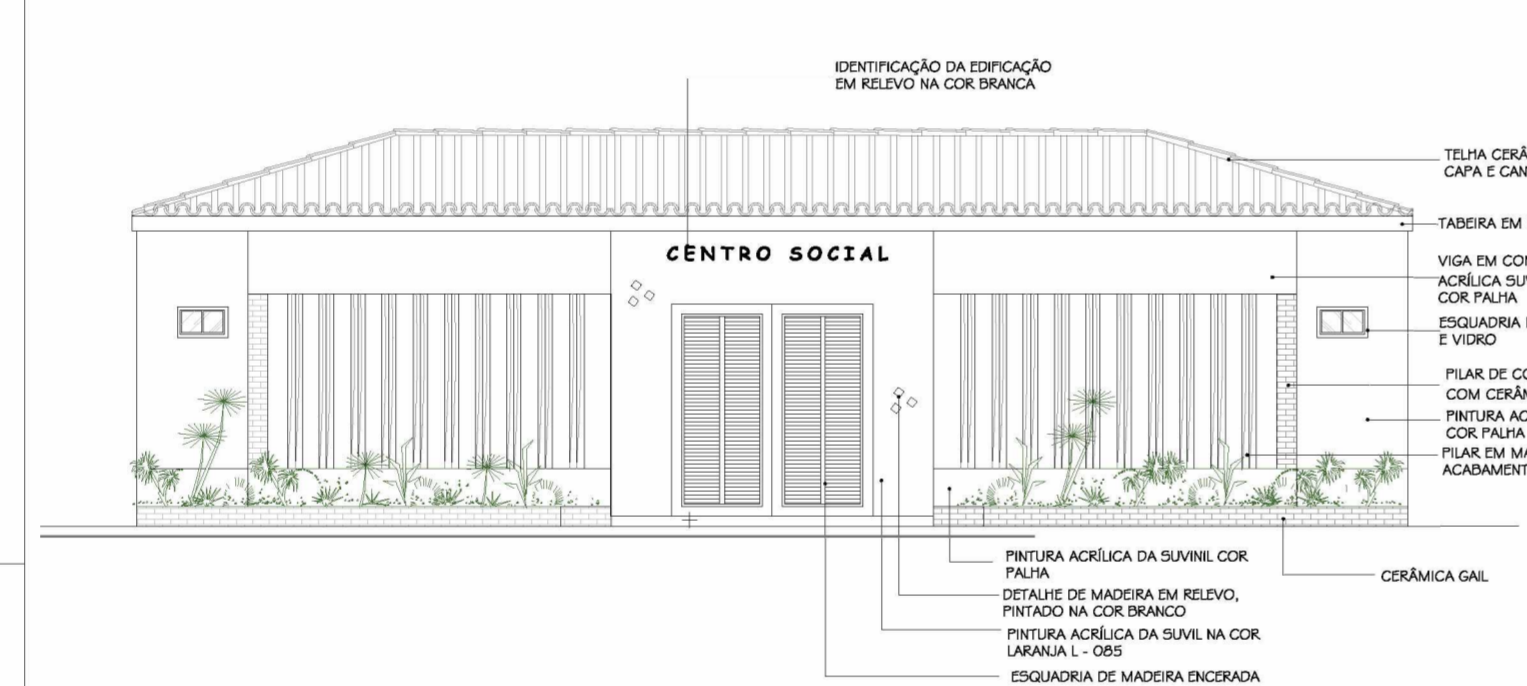 IDENTIFICAÇÃO DA EDIFICAÇÃO
EM RELEVO NA COR BRANCA
TELHA CERÂ
CAPA E CAN
TABEIRA EM
CENTRO SOCIAL
VIGA EM CON
ACRÍLICA SUV
COR PALHA
ESQUADRIA
E VIDRO
PILAR DE CO
COM CERÂM
PINTURA AC
COR PALHA
PILAR EM MA
ACABAMENT
PINTURA ACRÍLICA DA SUVINIL COR
PALHA
CERÂMICA GAIL
DETALHE DE MADEIRA EM RELEVO,
PINTADO NA COR BRANCO
PINTURA ACRÍLICA DA SUVIL NA COR
LARANJA L - 085
ESQUADRIA DE MADEIRA ENCERADA